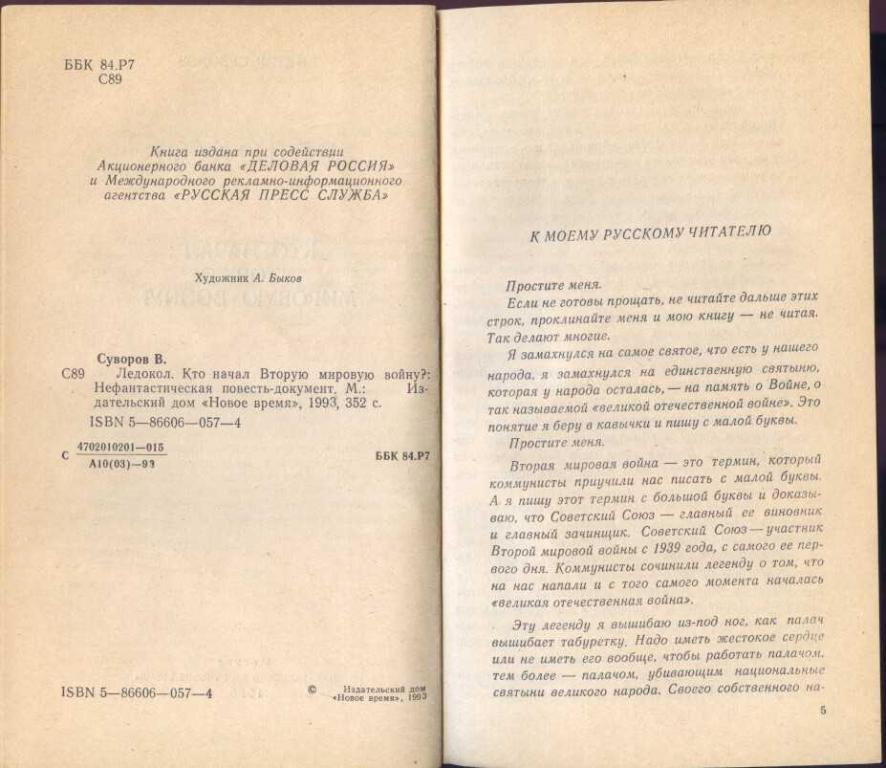 ББК 84.Р7
С89
Книга издана при содействии
Акционерного банка «ДЕЛОВАЯ РОССИЯ»
и Международного рекламно-информационного
агентства «РУССКАЯ ПРЕСС СЛУЖБА»
Художник А. Быков
Суворов В.
С89 Ледокол. Кто начал Вторую мировую войну?:
Нефантастическая повесть-документ. М.: Из-
дательский дом «Новое время», 1993, 352 с.
ISBN 5—86606—057—4
С 4702010201—015
А10(03)—93
ББК 84.Р7
ISBN 5—86606—057—4
© Издательский дом
«Новое время», 1993
К МОЕМУ РУССКОМУ ЧИТАТЕЛЮ
Простите меня.
Если не готовы прощать, не читайте дальше этих
строк, проклинайте меня и мою книгу — не читая.
Так делают многие.
Я замахнулся на самое святое, что есть у нашего
народа, я замахнулся на единственную святыню,
которая у народа осталась, — на память о Войне, о
так называемой «великой отечественной войне». Это
понятие я беру в кавычки и пишу с малой буквы.
Простите меня.
Вторая мировая война — это термин, который
коммунисты приучили нас писать с малой буквы.
А я пишу этот термин с большой буквы и доказы-
ваю, что Советский Союз — главный ее виновник
и главный зачинщик. Советский Союз — участник
Второй мировой войны с 1939 года, с самого ее пер-
вого дня. Коммунисты сочинили легенду о том, что
на нас напали и с того самого момента началась
«великая отечественная война».
Эту легенду я вышибаю из-под ног, как палач
вышибает табуретку. Надо иметь жестокое сердце
или не иметь его вообще, чтобы работать палачом,
тем более — палачом, убивающим национальные
святыни великого народа. Своего собственного на-
5